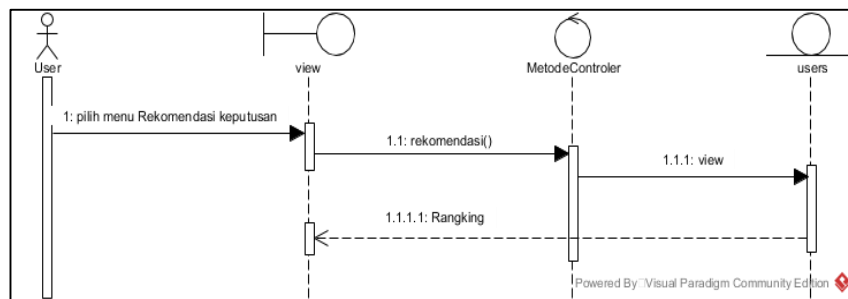 User
view
MetodeControler
users
1: pilih menu Rekomendasi keputusan
1.1: rekomendasi()
1.1.1: view
1.1.1.1: Rangking
Powered By Visual Paradigm Community Edition